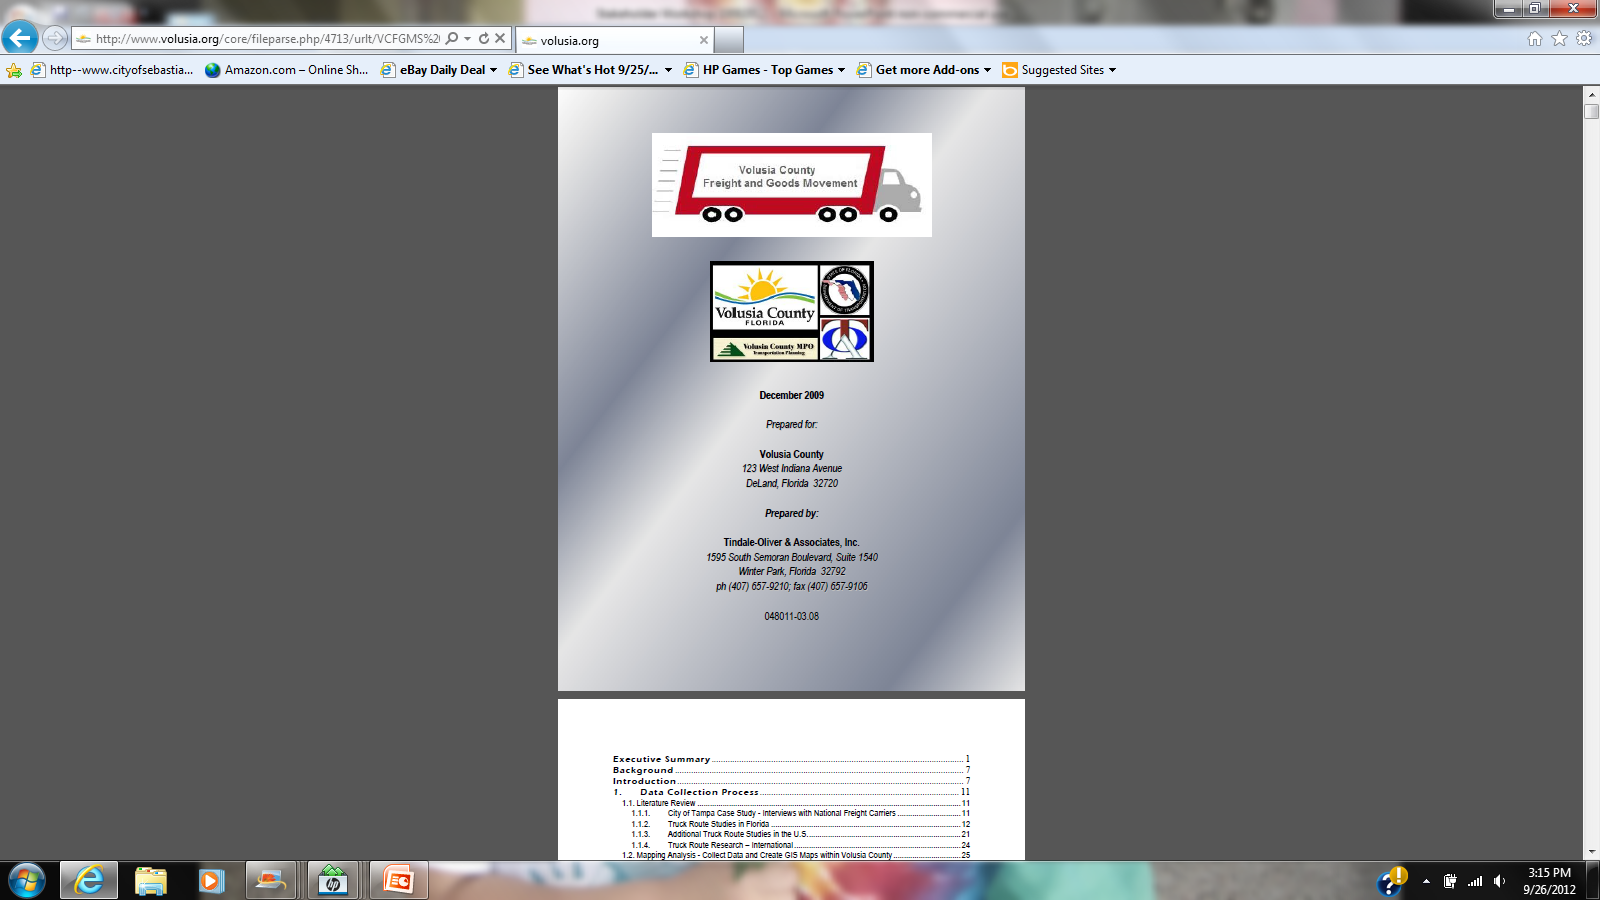 http://www.volusia.org/core/fileparse.php/4713/urlt/VCFGMS%20
volusia.org
http--www.cityofsebastia...
Amazon.com – Online Sh...
eBay Daily Deal
See What's Hot 9/25/...
HP Games - Top Games
Get more Add-ons
Suggested Sites
Volusia County
Freight and Goods Movement
Volusia County
FLORIDA
Volusia County MPO
Transportation Planning
December 2009
Prepared for:
Volusia County
123 West Indiana Avenue
DeLand, Florida 32720
Prepared by:
Tindale-Oliver & Associates, Inc.
1595 South Semoran Boulevard, Suite 1540
Winter Park, Florida 32792
ph (407) 657-9210; fax (407) 657-9106
048011-03.08
Executive Summary 1
Background 7
Introduction 7
1. Data Collection Process 11
1.1. Literature Review 11
1.1.1. City of Tampa Case Study - Interviews with National Freight Carriers 11
1.1.2. Truck Route Studies in Florida 12
1.1.3. Additional Truck Route Studies in the U.S. 21
1.1.4. Truck Route Research – International 24
1.2. Mapping Analysis - Collect Data and Create GIS Maps within Volusia County 25
hp
3:15 PM
9/26/2012